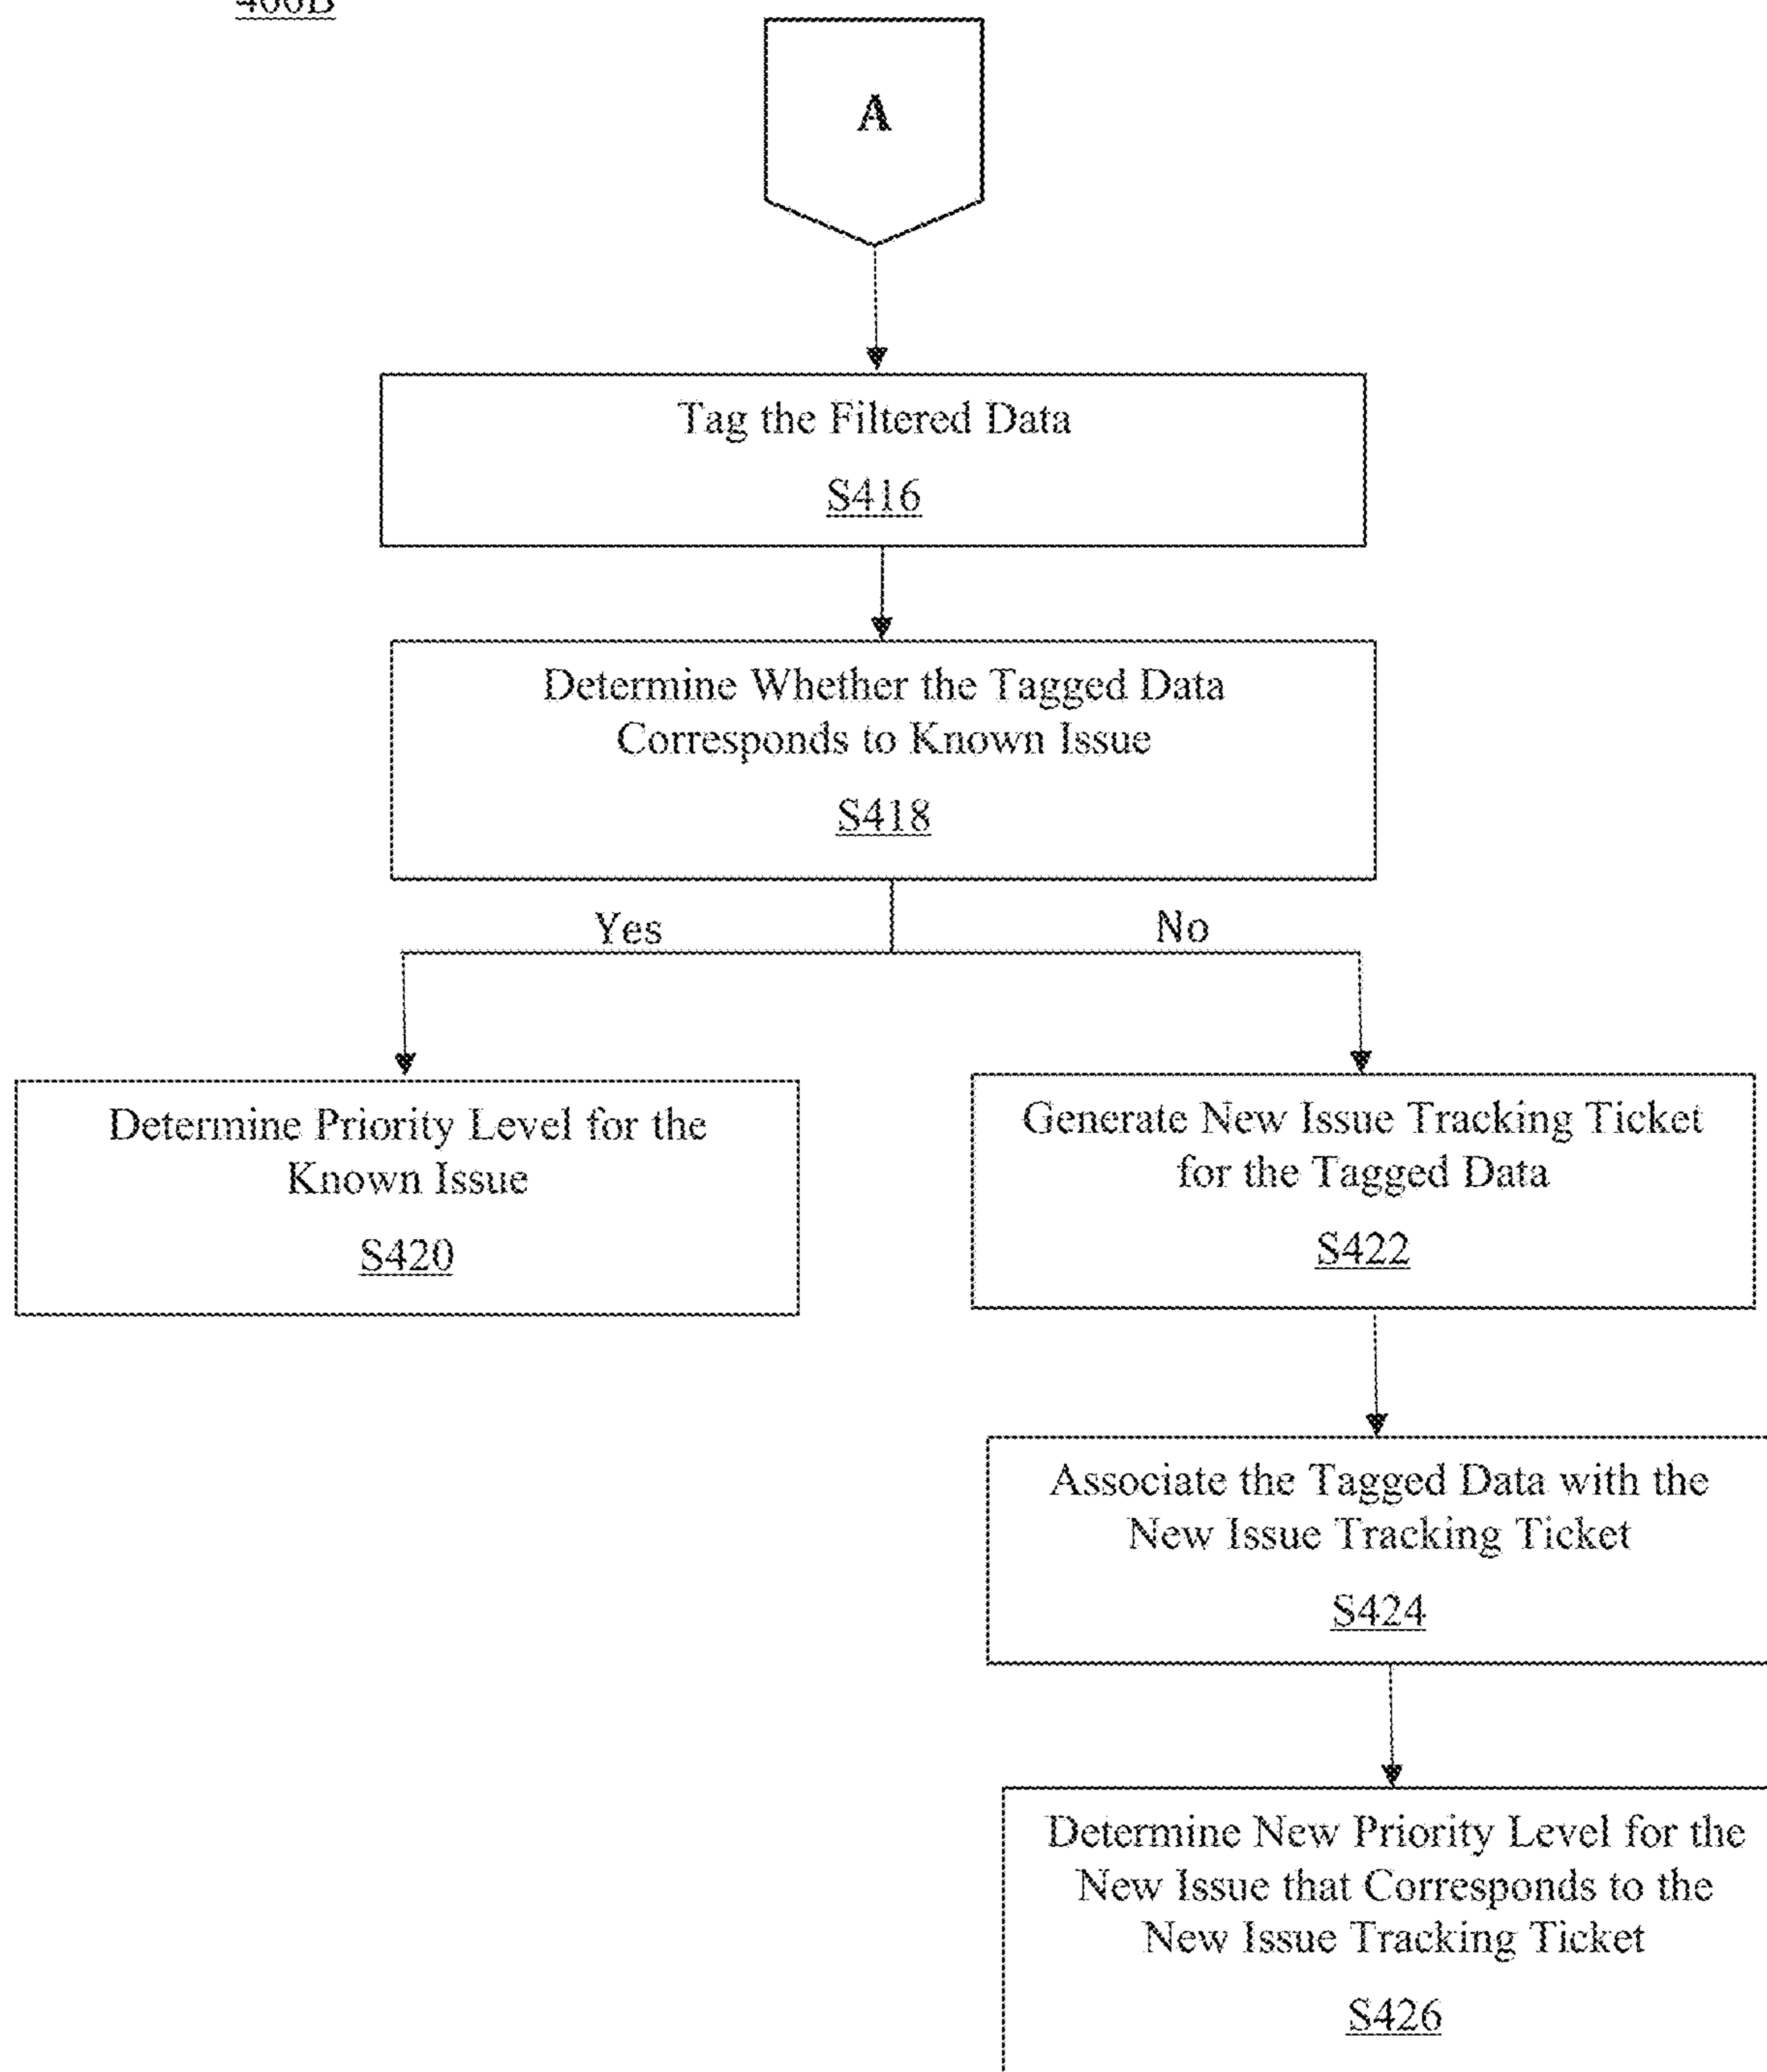 400B
A
Tag the Filtered Data
S416
Determine Whether the Tagged Data
Corresponds to Known Issue
S418
Yes
No
Determine Priority Level for the
Known Issue
S420
Generate New Issue Tracking Ticket
for the Tagged Data
S422
Associate the Tagged Data with the
New Issue Tracking Ticket
S424
Determine New Priority Level for the
New Issue that Corresponds to the
New Issue Tracking Ticket
S426